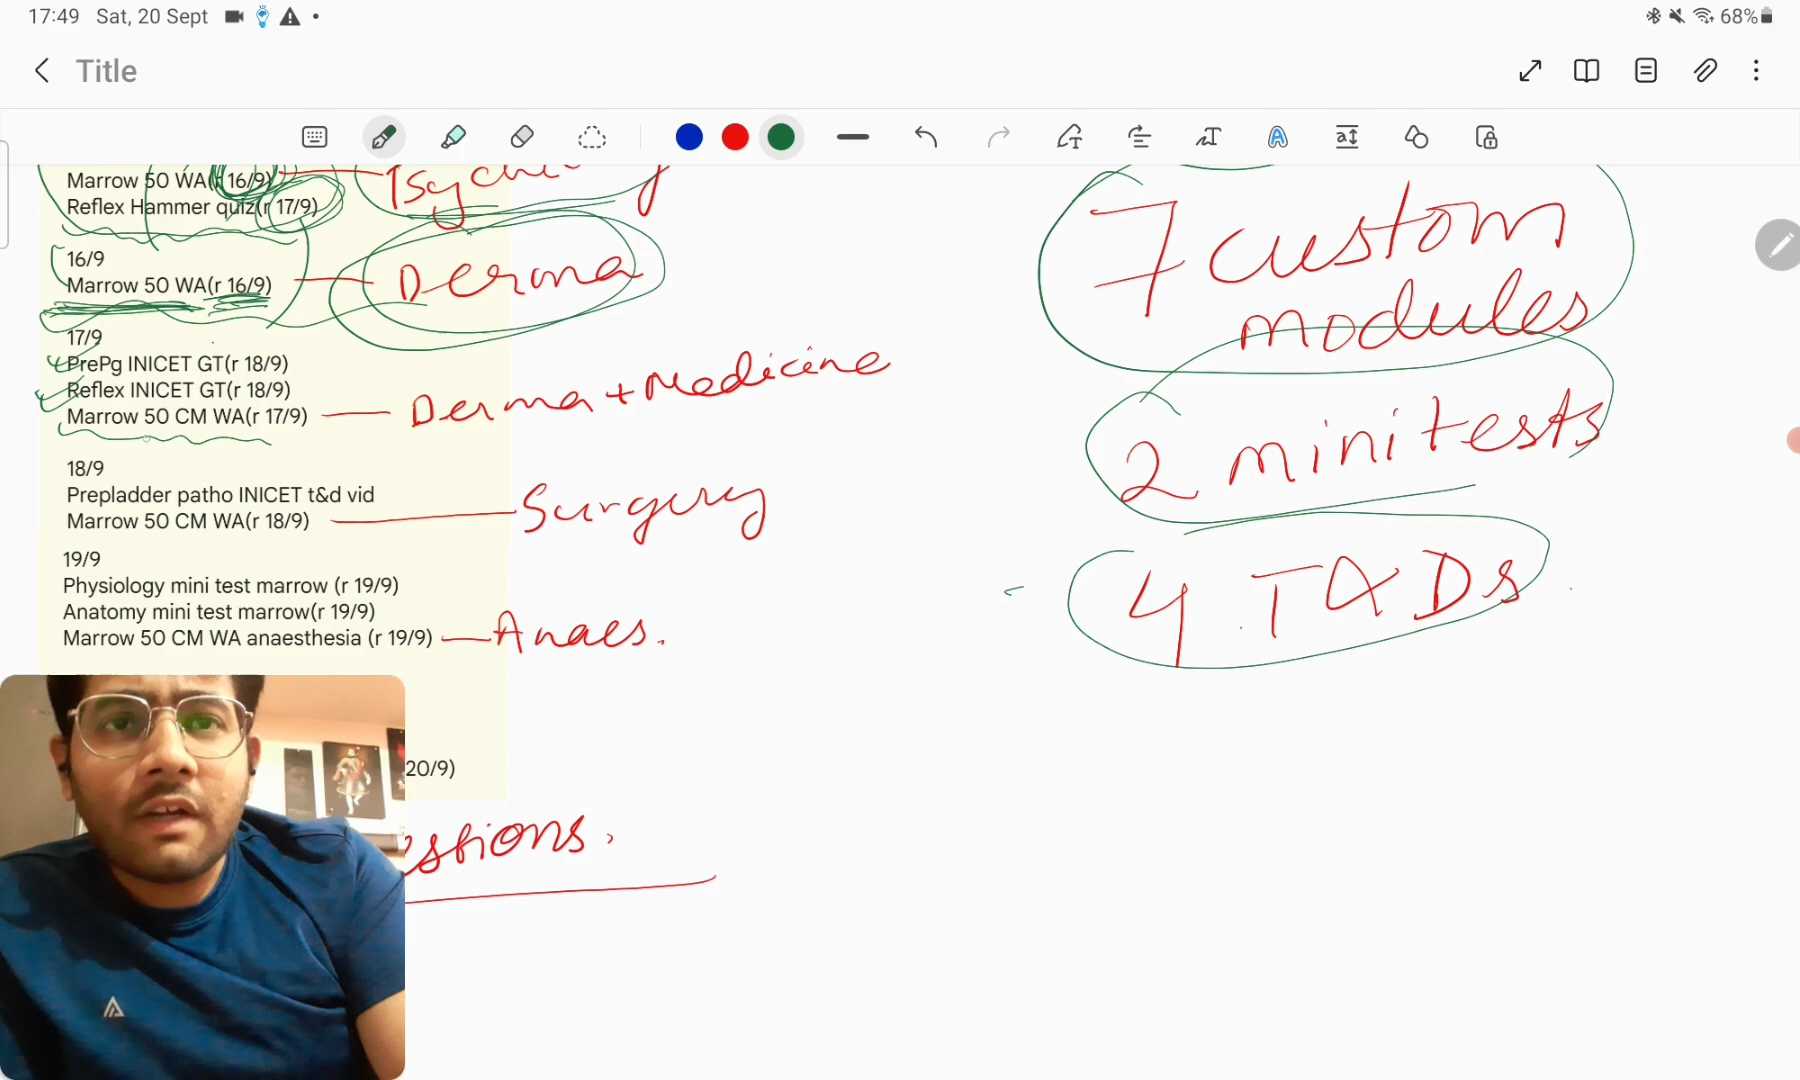 17:49 Sat, 20 Sept
68%
Title
Marrow 50 WA(r 16/9)
Reflex Hammer quiz(r 17/9)
16/9
Marrow 50 WA(r 16/9) Derma
17/9
PrePg INICET GT(r 18/9)
Reflex INICET GT(r 18/9)
Marrow 50 CM WA(r 17/9) Derma + Medicine
18/9
Prepladder patho INICET t&d vid
Marrow 50 CM WA(r 18/9) Surgery
19/9
Physiology mini test marrow (r 19/9)
Anatomy mini test marrow(r 19/9)
Marrow 50 CM WA anaesthesia (r 19/9) Anaes.
20/9)
estions.
7 custom
modules
2 mini tests
4 T&Ds